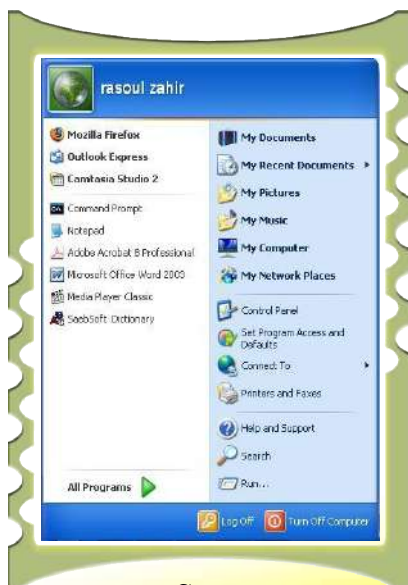 rasoul zahir
Mozilla Firefox
Outlook Express
Camtasia Studio 2
Command Prompt
Notepad
Adobe Acrobat 8 Professional
Microsoft Office Word 2003
Media Player Classic
SaebSoft Dictionary
All Programs
My Documents
My Recent Documents
My Pictures
My Music
My Computer
My Network Places
Control Panel
Set Program Access and
Defaults
Connect To
Printers and Faxes
Help and Support
Search
Run...
Log Off
Turn Off Computer